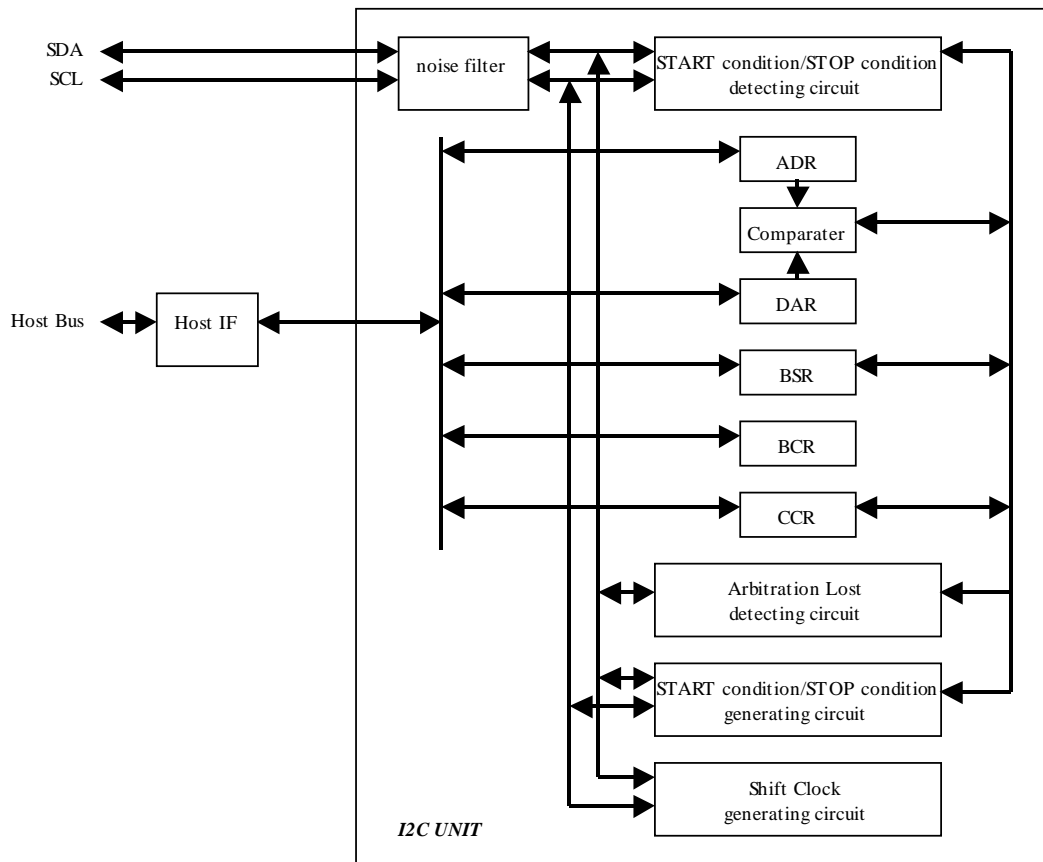 SDA
SCL
noise filter
START condition/STOP condition
detecting circuit
ADR
Comparater
DAR
Host Bus
Host IF
BSR
BCR
CCR
Arbitration Lost
detecting circuit
START condition/STOP condition
generating circuit
Shift Clock
generating circuit
I2C UNIT